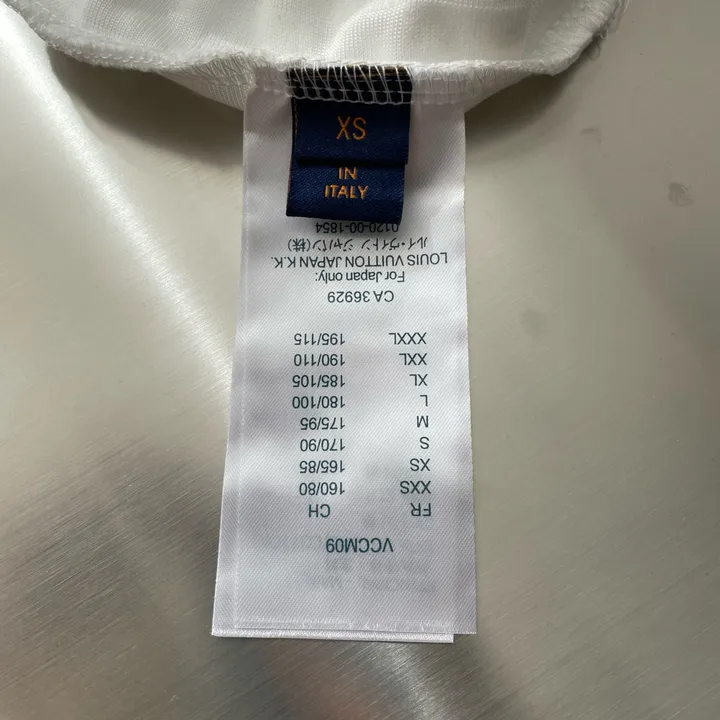 XS
IN
ITALY
VCCM09
FR CH
XXS 160/80
XS 165/85
S 170/90
M 175/95
L 180/100
XL 185/105
XXL 190/110
XXXL 195/115
CA 36929
For Japan only:
LOUIS VUITTON JAPAN K.K.
ルイ・ヴィトン ジャパン(株)
0120-00-1854